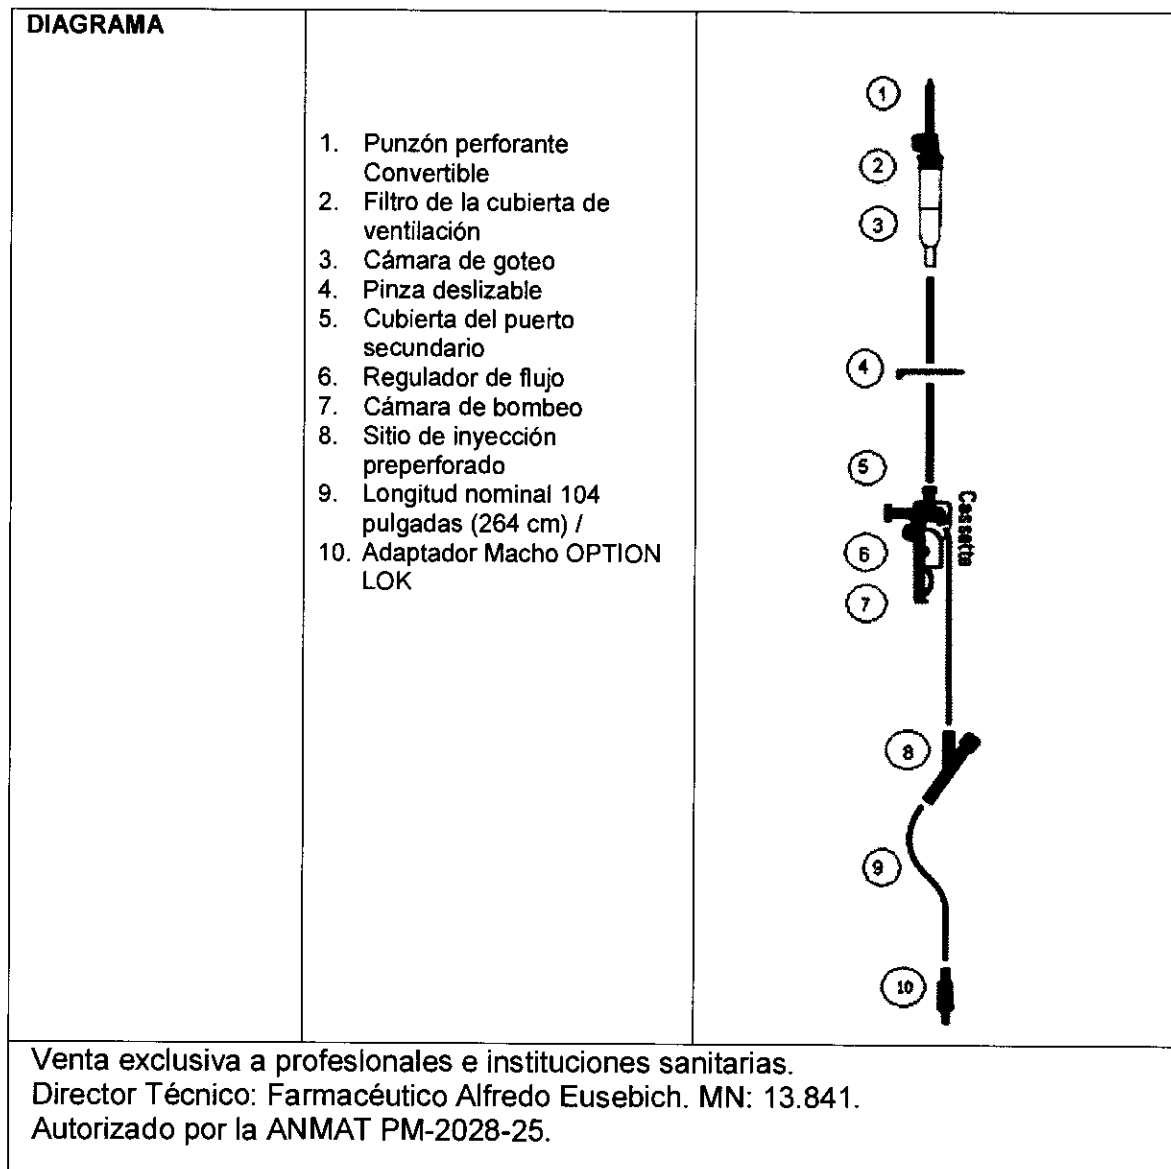 DIAGRAMA
1. Punzón perforante
Convertible
2. Filtro de la cubierta de
ventilación
3. Cámara de goteo
4. Pinza deslizable
5. Cubierta del puerto
secundario
6. Regulador de flujo
7. Cámara de bombeo
8. Sitio de inyección
preperforado
9. Longitud nominal 104
pulgadas (264 cm) /
10. Adaptador Macho OPTION
LOK
1
2
3
4
5
Cassette
6
7
8
9
10
Venta exclusiva a profesionales e instituciones sanitarias.
Director Técnico: Farmacéutico Alfredo Eusebich. MN: 13.841.
Autorizado por la ANMAT PM-2028-25.